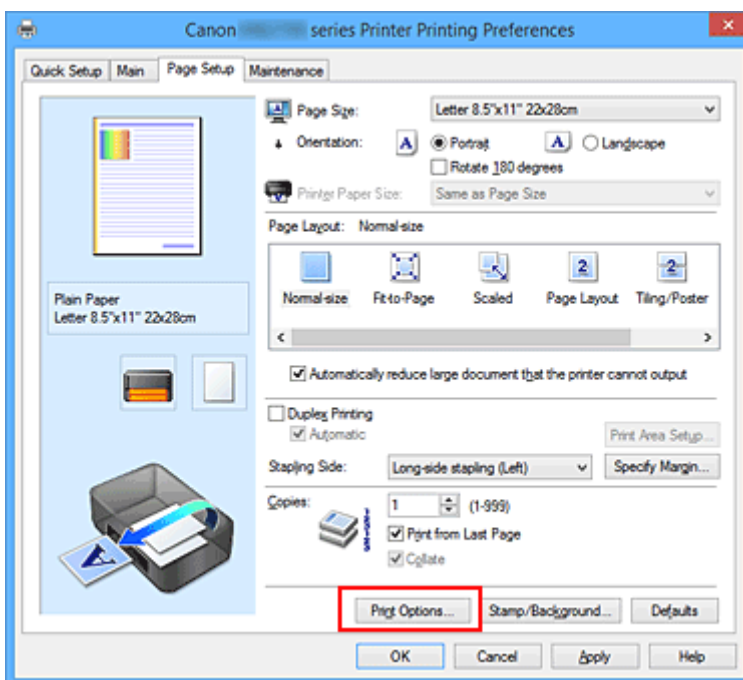 Canon series Printer Printing Preferences
Quick Setup Main Page Setup Maintenance
Page Size: Letter 8.5"x11" 22x28cm
Orientation: A Portrait A Landscape
Rotate 180 degrees
Printer Paper Size: Same as Page Size
Page Layout: Normal-size
2 2
Normal-size Fit-to-Page Scaled Page Layout Tiling/Poster
Plain Paper
Letter 8.5"x11" 22x28cm
Automatically reduce large document that the printer cannot output
Duplex Printing
Automatic Print Area Setup...
Stapling Side: Long-side stapling (Left) Specify Margin...
Copies: 1 (1-999)
Print from Last Page
Collate
Print Options... Stamp/Background... Defaults
OK Cancel Apply Help